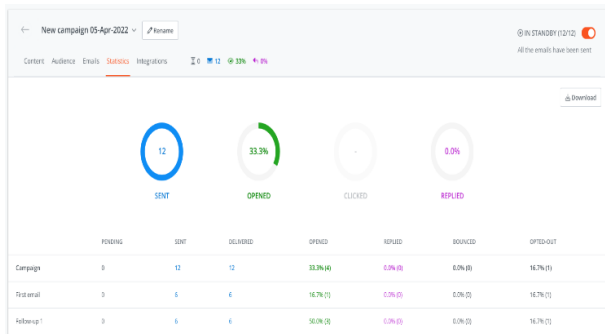 ← New campaign 05-Apr-2022 Rename
IN STANDBY (12/12)
All the emails have been sent
Content Audience Emails Statistics Integrations 0 12 33% 0%
Download
12 33.3% - 0.0%
SENT OPENED CLICKED REPLIED
PENDING SENT DELIVERED OPENED REPLIED BOUNCED OPTED-OUT
Campaign 0 12 12 33.3% (4) 0.0% (0) 0.0% (0) 16.7% (1)
First email 0 6 6 16.7% (1) 0.0% (0) 0.0% (0) 16.7% (1)
Follow-up 1 0 6 6 50.0% (3) 0.0% (0) 0.0% (0) 16.7% (1)